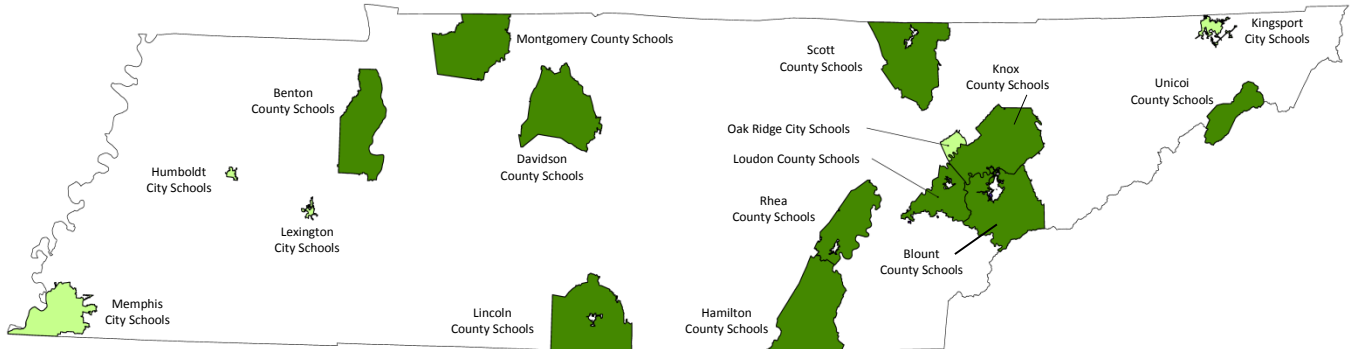 Kingsport
City Schools
Montgomery County Schools
Scott
County Schools
Knox
County Schools
Unicoi
County Schools
Benton
County Schools
Oak Ridge City Schools
Davidson
County Schools
Loudon County Schools
Humboldt
City Schools
Rhea
County Schools
Lexington
City Schools
Blount
County Schools
Memphis
City Schools
Lincoln
County Schools
Hamilton
County Schools